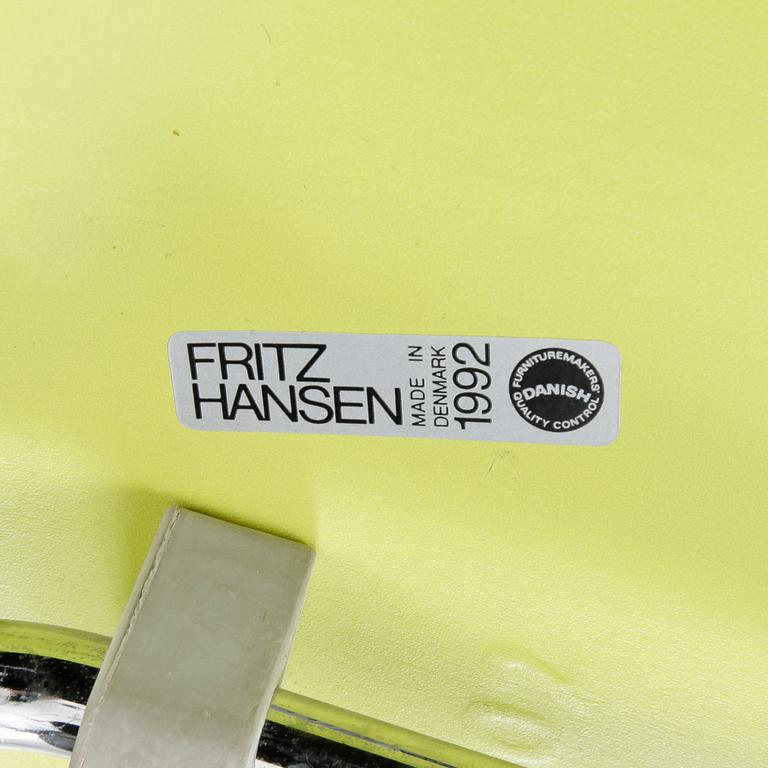 FRITZ
HANSEN
MADE IN
DENMARK
1992
FURNITUREMAKERS'
DANISH
QUALITY CONTROL